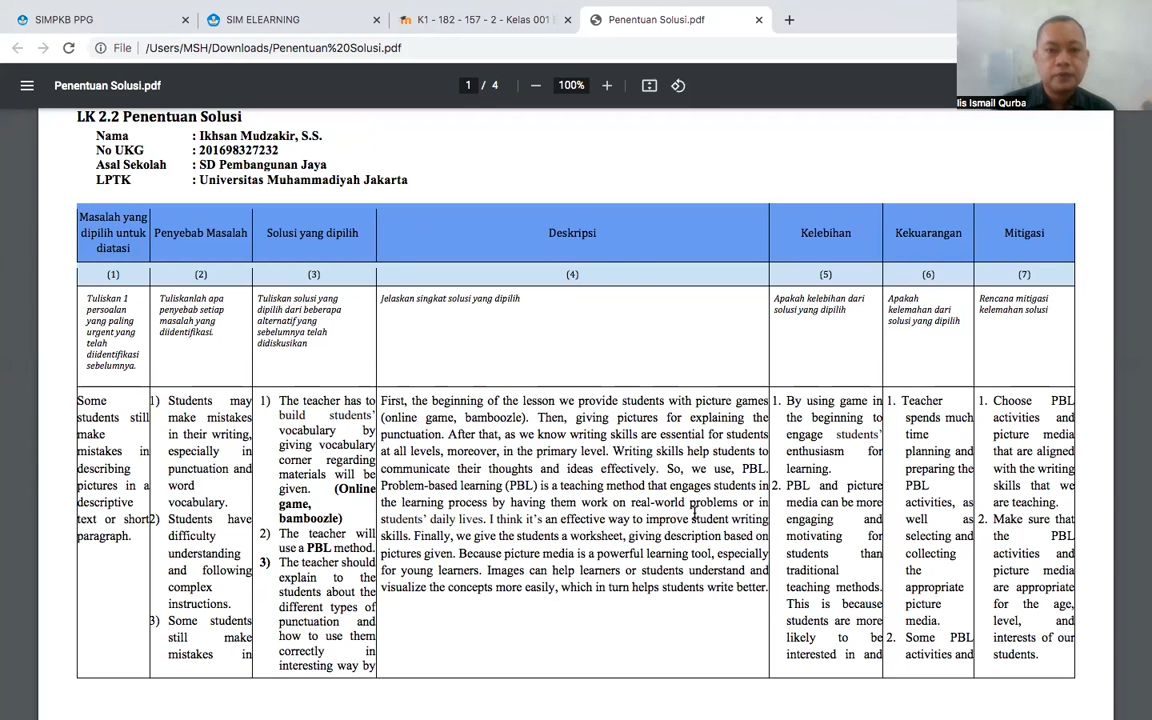 SIMPKB PPG
SIM ELEARNING
K1 - 182 - 157 - 2 - Kelas 001
Penentuan Solusi.pdf
File
/Users/MSH/Downloads/Penentuan%20Solusi.pdf
Penentuan Solusi.pdf
1 / 4
100%
lis Ismail Qurba
LK 2.2 Penentuan Solusi
Nama : Ikhsan Mudzakir, S.S.
No UKG : 201698327232
Asal Sekolah : SD Pembangunan Jaya
LPTK : Universitas Muhammadiyah Jakarta
Masalah yang
dipilih untuk
diatasi
Penyebab Masalah
Solusi yang dipilih
Deskripsi
Kelebihan
Kekuarangan
Mitigasi
(1)
(2)
(3)
(4)
(5)
(6)
(7)
Tuliskan 1
persoalan
yang paling
urgent yang
telah
diidentifikasi
sebelumnya.
Tuliskanlah apa
penyebab setiap
masalah yang
diidentifikasi.
Tuliskan solusi yang
dipilih dari beberapa
alternatif yang
sebelumnya telah
didiskusikan
Jelaskan singkat solusi yang dipilih
Apakah kelebihan dari
solusi yang dipilih
Apakah
kelemahan dari
solusi yang dipilih
Rencana mitigasi
kelemahan solusi
Some
students still
make
mistakes in
describing
pictures in a
descriptive
text or short
paragraph.
1) Students may
make mistakes
in their writing,
especially in
punctuation and
word
vocabulary.
2) Students have
difficulty
understanding
and following
complex
instructions.
3) Some students
still make
mistakes in
1) The teacher has to
build students’
vocabulary by
giving vocabulary
corner regarding
materials will be
given. (Online
game,
bamboozle)
2) The teacher will
use a PBL method.
3) The teacher should
explain to the
students about the
different types of
punctuation and
how to use them
correctly in
interesting way by
First, the beginning of the lesson we provide students with picture games
(online game, bamboozle). Then, giving pictures for explaining the
punctuation. After that, as we know writing skills are essential for students
at all levels, moreover, in the primary level. Writing skills help students to
communicate their thoughts and ideas effectively. So, we use, PBL.
Problem-based learning (PBL) is a teaching method that engages students in
the learning process by having them work on real-world problems or in
students’ daily lives. I think it’s an effective way to improve student writing
skills. Finally, we give the students a worksheet, giving description based on
pictures given. Because picture media is a powerful learning tool, especially
for young learners. Images can help learners or students understand and
visualize the concepts more easily, which in turn helps students write better.
1. By using game in
the beginning to
engage students’
enthusiasm for
learning.
2. PBL and picture
media can be more
engaging and
motivating for
students than
traditional
teaching methods.
This is because
students are more
likely to be
interested in and
1. Teacher
spends much
time
planning and
preparing the
PBL
activities, as
well as
selecting and
collecting
the
appropriate
picture
media.
2. Some PBL
activities and
1. Choose PBL
activities and
picture media
that are aligned
with the writing
skills that we
are teaching.
2. Make sure that
the PBL
activities and
picture media
are appropriate
for the age,
level, and
interests of our
students.